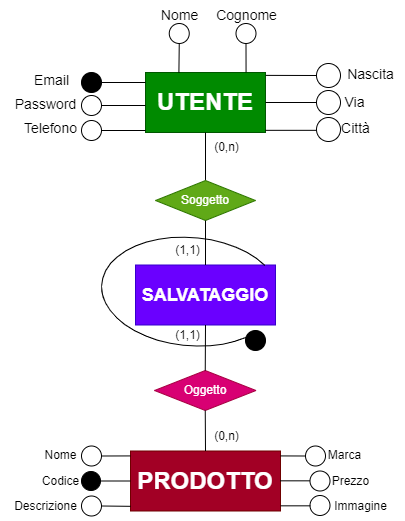 Nome
Cognome
Email
Nascita
Password
UTENTE
Via
Telefono
Città
(0,n)
Soggetto
(1,1)
SALVATAGGIO
(1,1)
Oggetto
(0,n)
Nome
Marca
Codice
PRODOTTO
Prezzo
Descrizione
Immagine